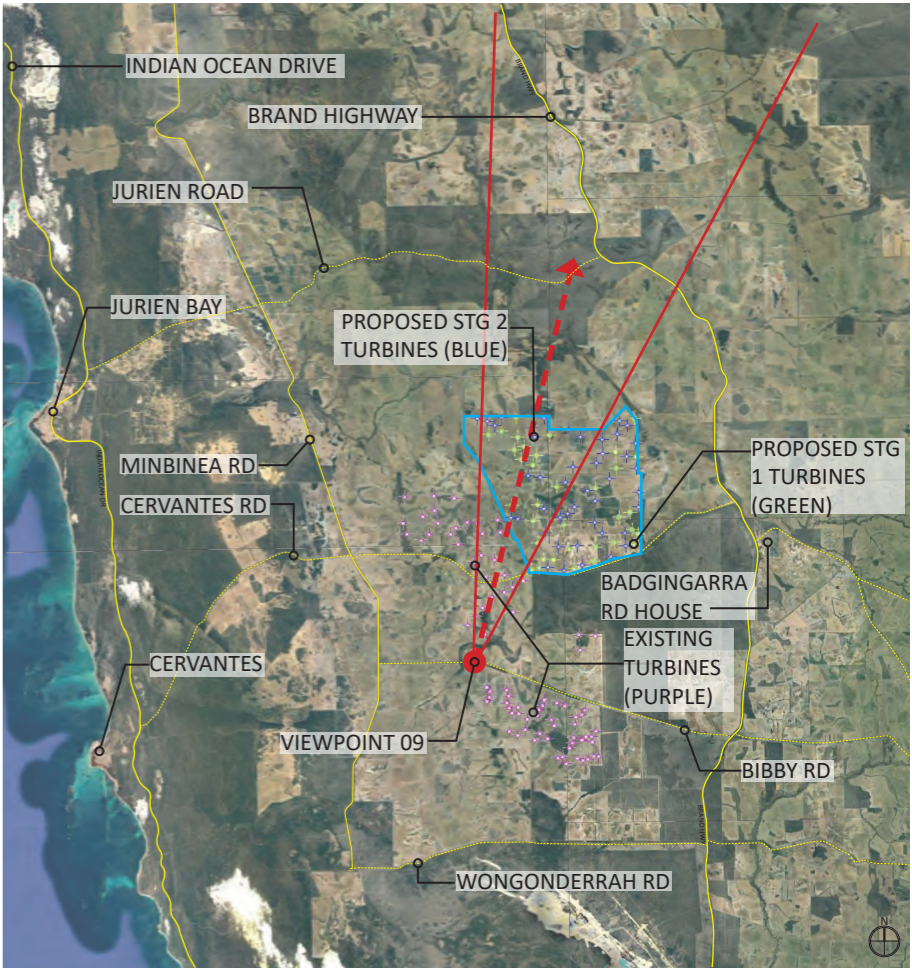 INDIAN OCEAN DRIVE
BRAND HIGHWAY
JURIEN ROAD
JURIEN BAY
PROPOSED STG 2
TURBINES (BLUE)
MINBINEA RD
PROPOSED STG
1 TURBINES
(GREEN)
CERVANTES RD
BADGINGARRA
RD HOUSE
EXISTING
TURBINES
(PURPLE)
CERVANTES
VIEWPOINT 09
BIBBY RD
WONGONDERRAH RD
N